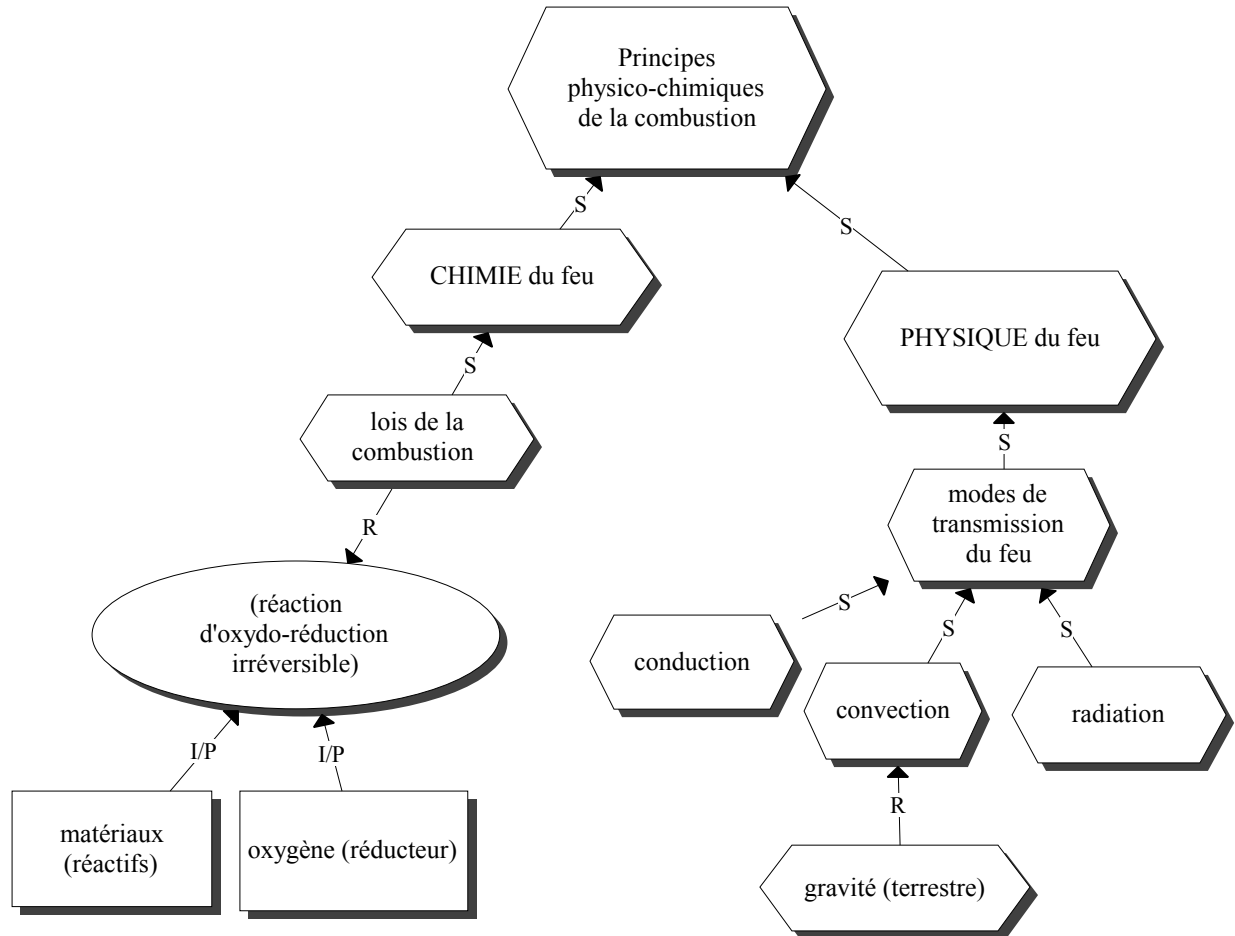 Principes
physico-chimiques
de la combustion
S
S
CHIMIE du feu
PHYSIQUE du feu
S
lois de la
combustion
S
R
modes de
transmission
du feu
(réaction
d'oxydo-réduction
irréversible)
S
S
S
conduction
convection
radiation
I/P
I/P
R
matériaux
(réactifs)
oxygène (réducteur)
gravité (terrestre)